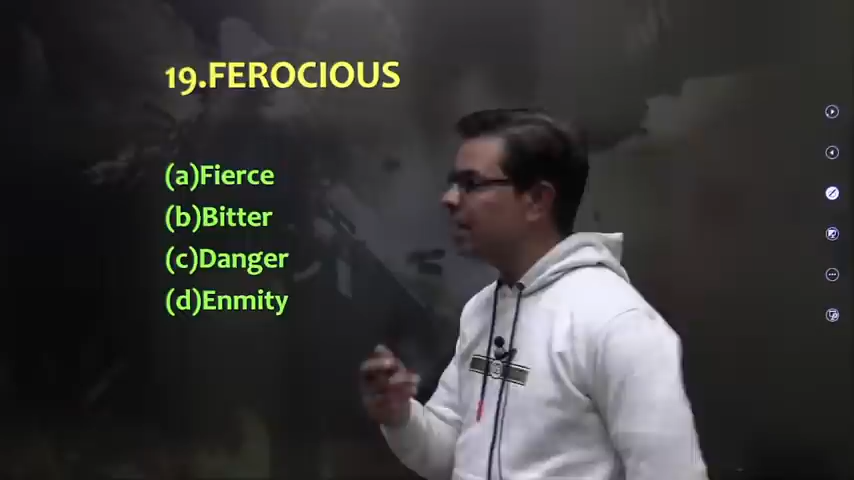 19.FEROCIOUS
(a)Fierce
(b)Bitter
(c)Danger
(d)Enmity